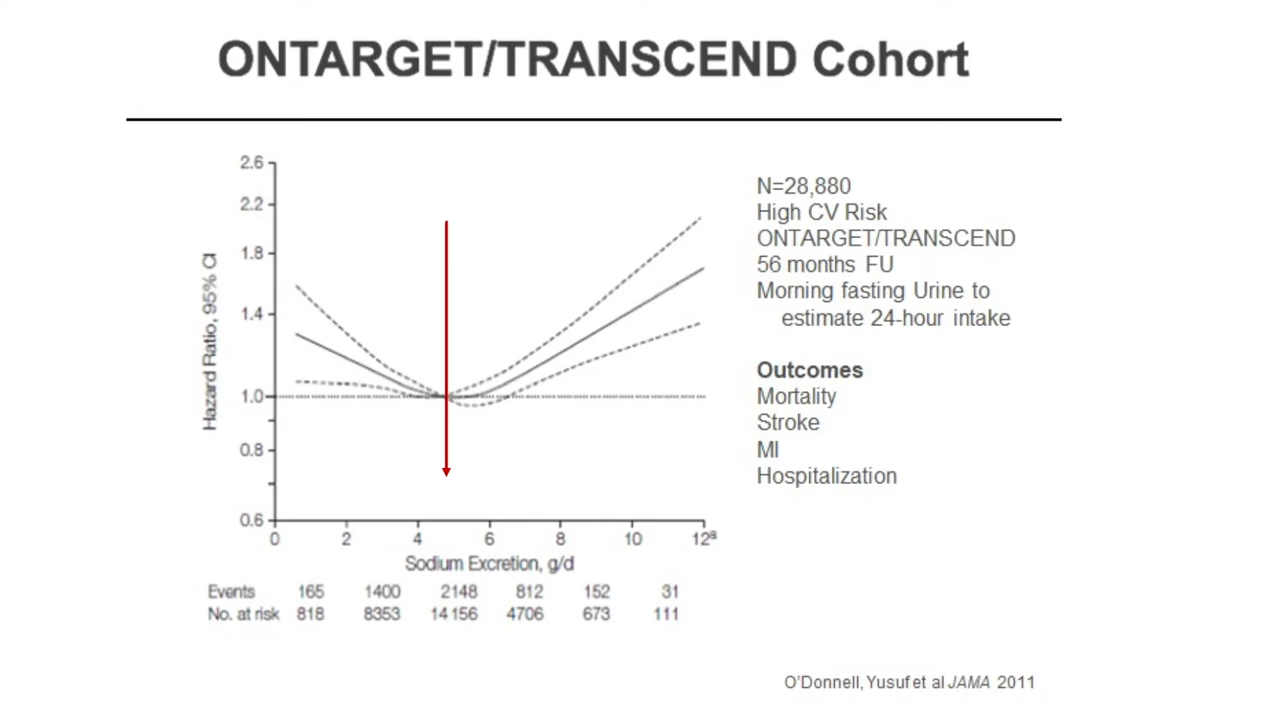 ONTARGET/TRANSCEND Cohort
2.6
2.2
1.8
1.4
1.0
0.8
0.6
Hazard Ratio, 95% CI
0 2 4 6 8 10 12ª
Sodium Excretion, g/d
Events 165 1400 2148 812 152 31
No. at risk 818 8353 14 156 4706 673 111
N=28,880
High CV Risk
ONTARGET/TRANSCEND
56 months FU
Morning fasting Urine to
estimate 24-hour intake
Outcomes
Mortality
Stroke
MI
Hospitalization
O'Donnell, Yusuf et al JAMA 2011